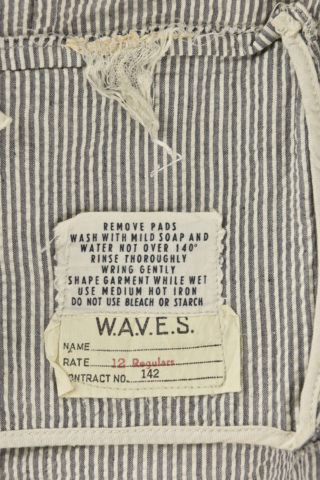 REMOVE PADS
WASH WITH MILD SOAP AND
WATER NOT OVER 140°
RINSE THOROUGHLY
WRING GENTLY
SHAPE GARMENT WHILE WET
USE MEDIUM HOT IRON
DO NOT USE BLEACH OR STARCH
W.A.V.E.S.
NAME
RATE 12 Regulars
CONTRACT NO. 142